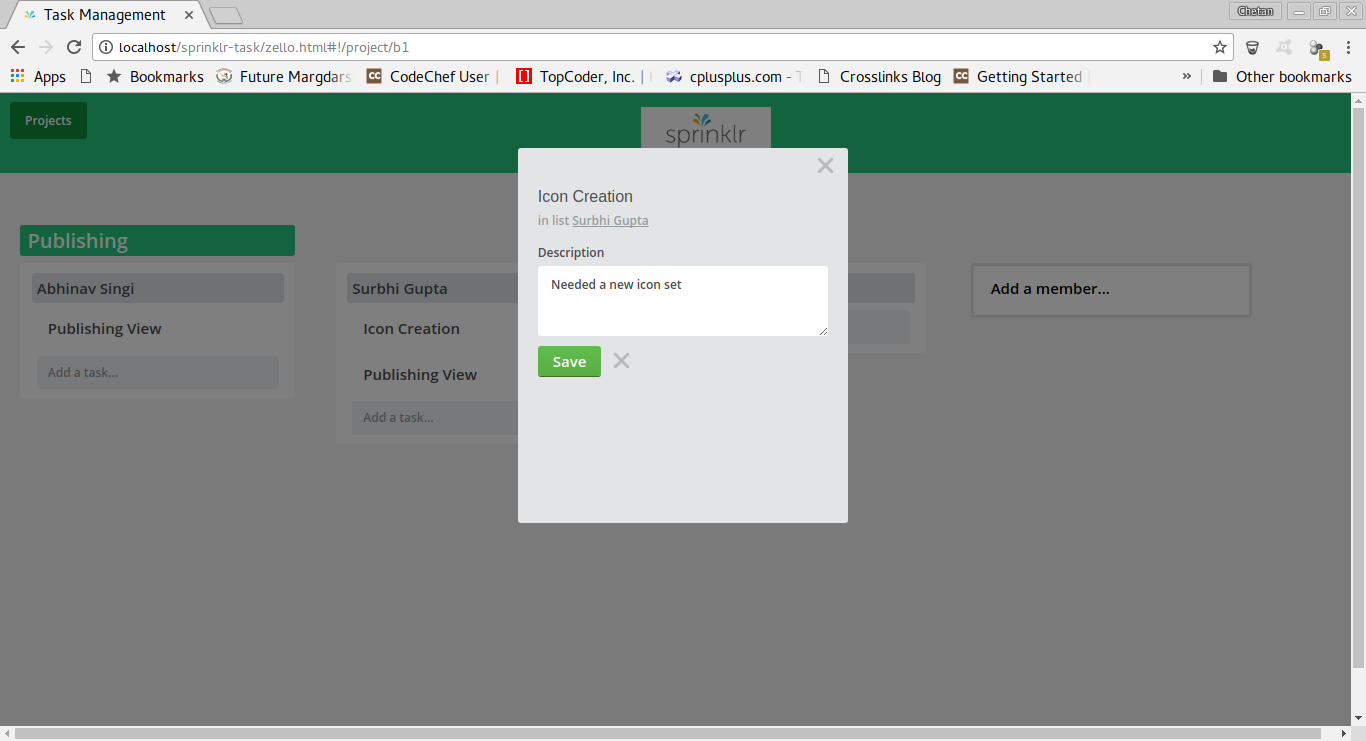 Task Management
Chetan
localhost/sprinklr-task/zello.html#!/project/b1
5
Apps
Bookmarks
Future Margdars
CC
CodeChef User
[ ]
TopCoder, Inc. |
cplusplus.com - T
Crosslinks Blog
CC
Getting Started
»
Other bookmarks
Projects
sprinklr
Icon Creation
in list Surbhi Gupta
Description
Needed a new icon set
Save
Publishing
Abhinav Singi
Publishing View
Add a task...
Surbhi Gupta
Icon Creation
Publishing View
Add a task...
Add a member...